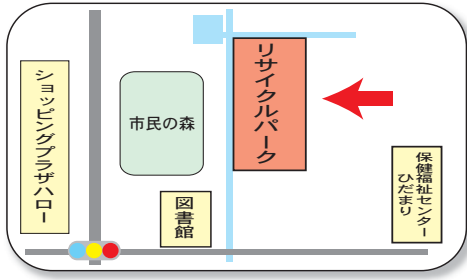 ショッピングプラザハロー
市民の森
図書館
リサイクルパーク
保健福祉センター
ひだまり